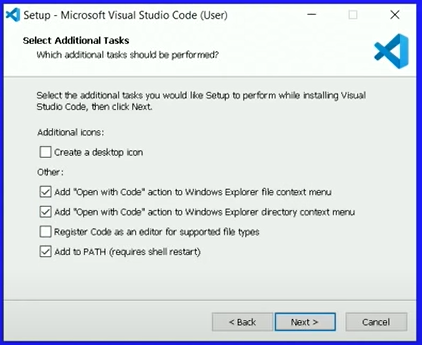 Setup - Microsoft Visual Studio Code (User)
Select Additional Tasks
Which additional tasks should be performed?
Select the additional tasks you would like Setup to perform while installing Visual
Studio Code, then click Next.
Additional icons:
Create a desktop icon
Other:
Add "Open with Code" action to Windows Explorer file context menu
Add "Open with Code" action to Windows Explorer directory context menu
Register Code as an editor for supported file types
Add to PATH (requires shell restart)
< Back Next > Cancel